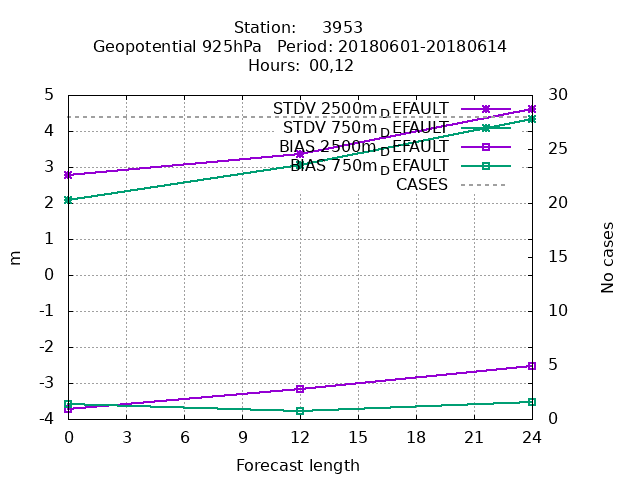 Station: 3953
Geopotential 925hPa Period: 20180601-20180614
Hours: 00,12
5
4
3
2
1
0
-1
-2
-3
-4
m
30
25
20
15
10
5
0
No cases
STDV 2500m_DEFAULT
STDV 750m_DEFAULT
BIAS 2500m_DEFAULT
BIAS 750m_DEFAULT
CASES
0 3 6 9 12 15 18 21 24
Forecast length